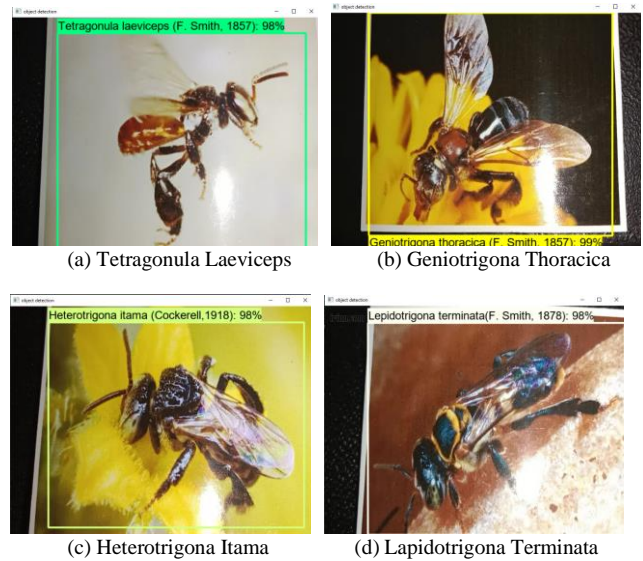 object detection
Tetragonula laeviceps (F. Smith, 1857): 98%
(a) Tetragonula Laeviceps
object detection
Geniotrigona thoracica (F. Smith, 1857): 99%
(b) Geniotrigona Thoracica
object detection
Heterotrigona itama (Cockerell,1918): 98%
(c) Heterotrigona Itama
object detection
Lepidotrigona terminata(F. Smith, 1878): 98%
(d) Lapidotrigona Terminata